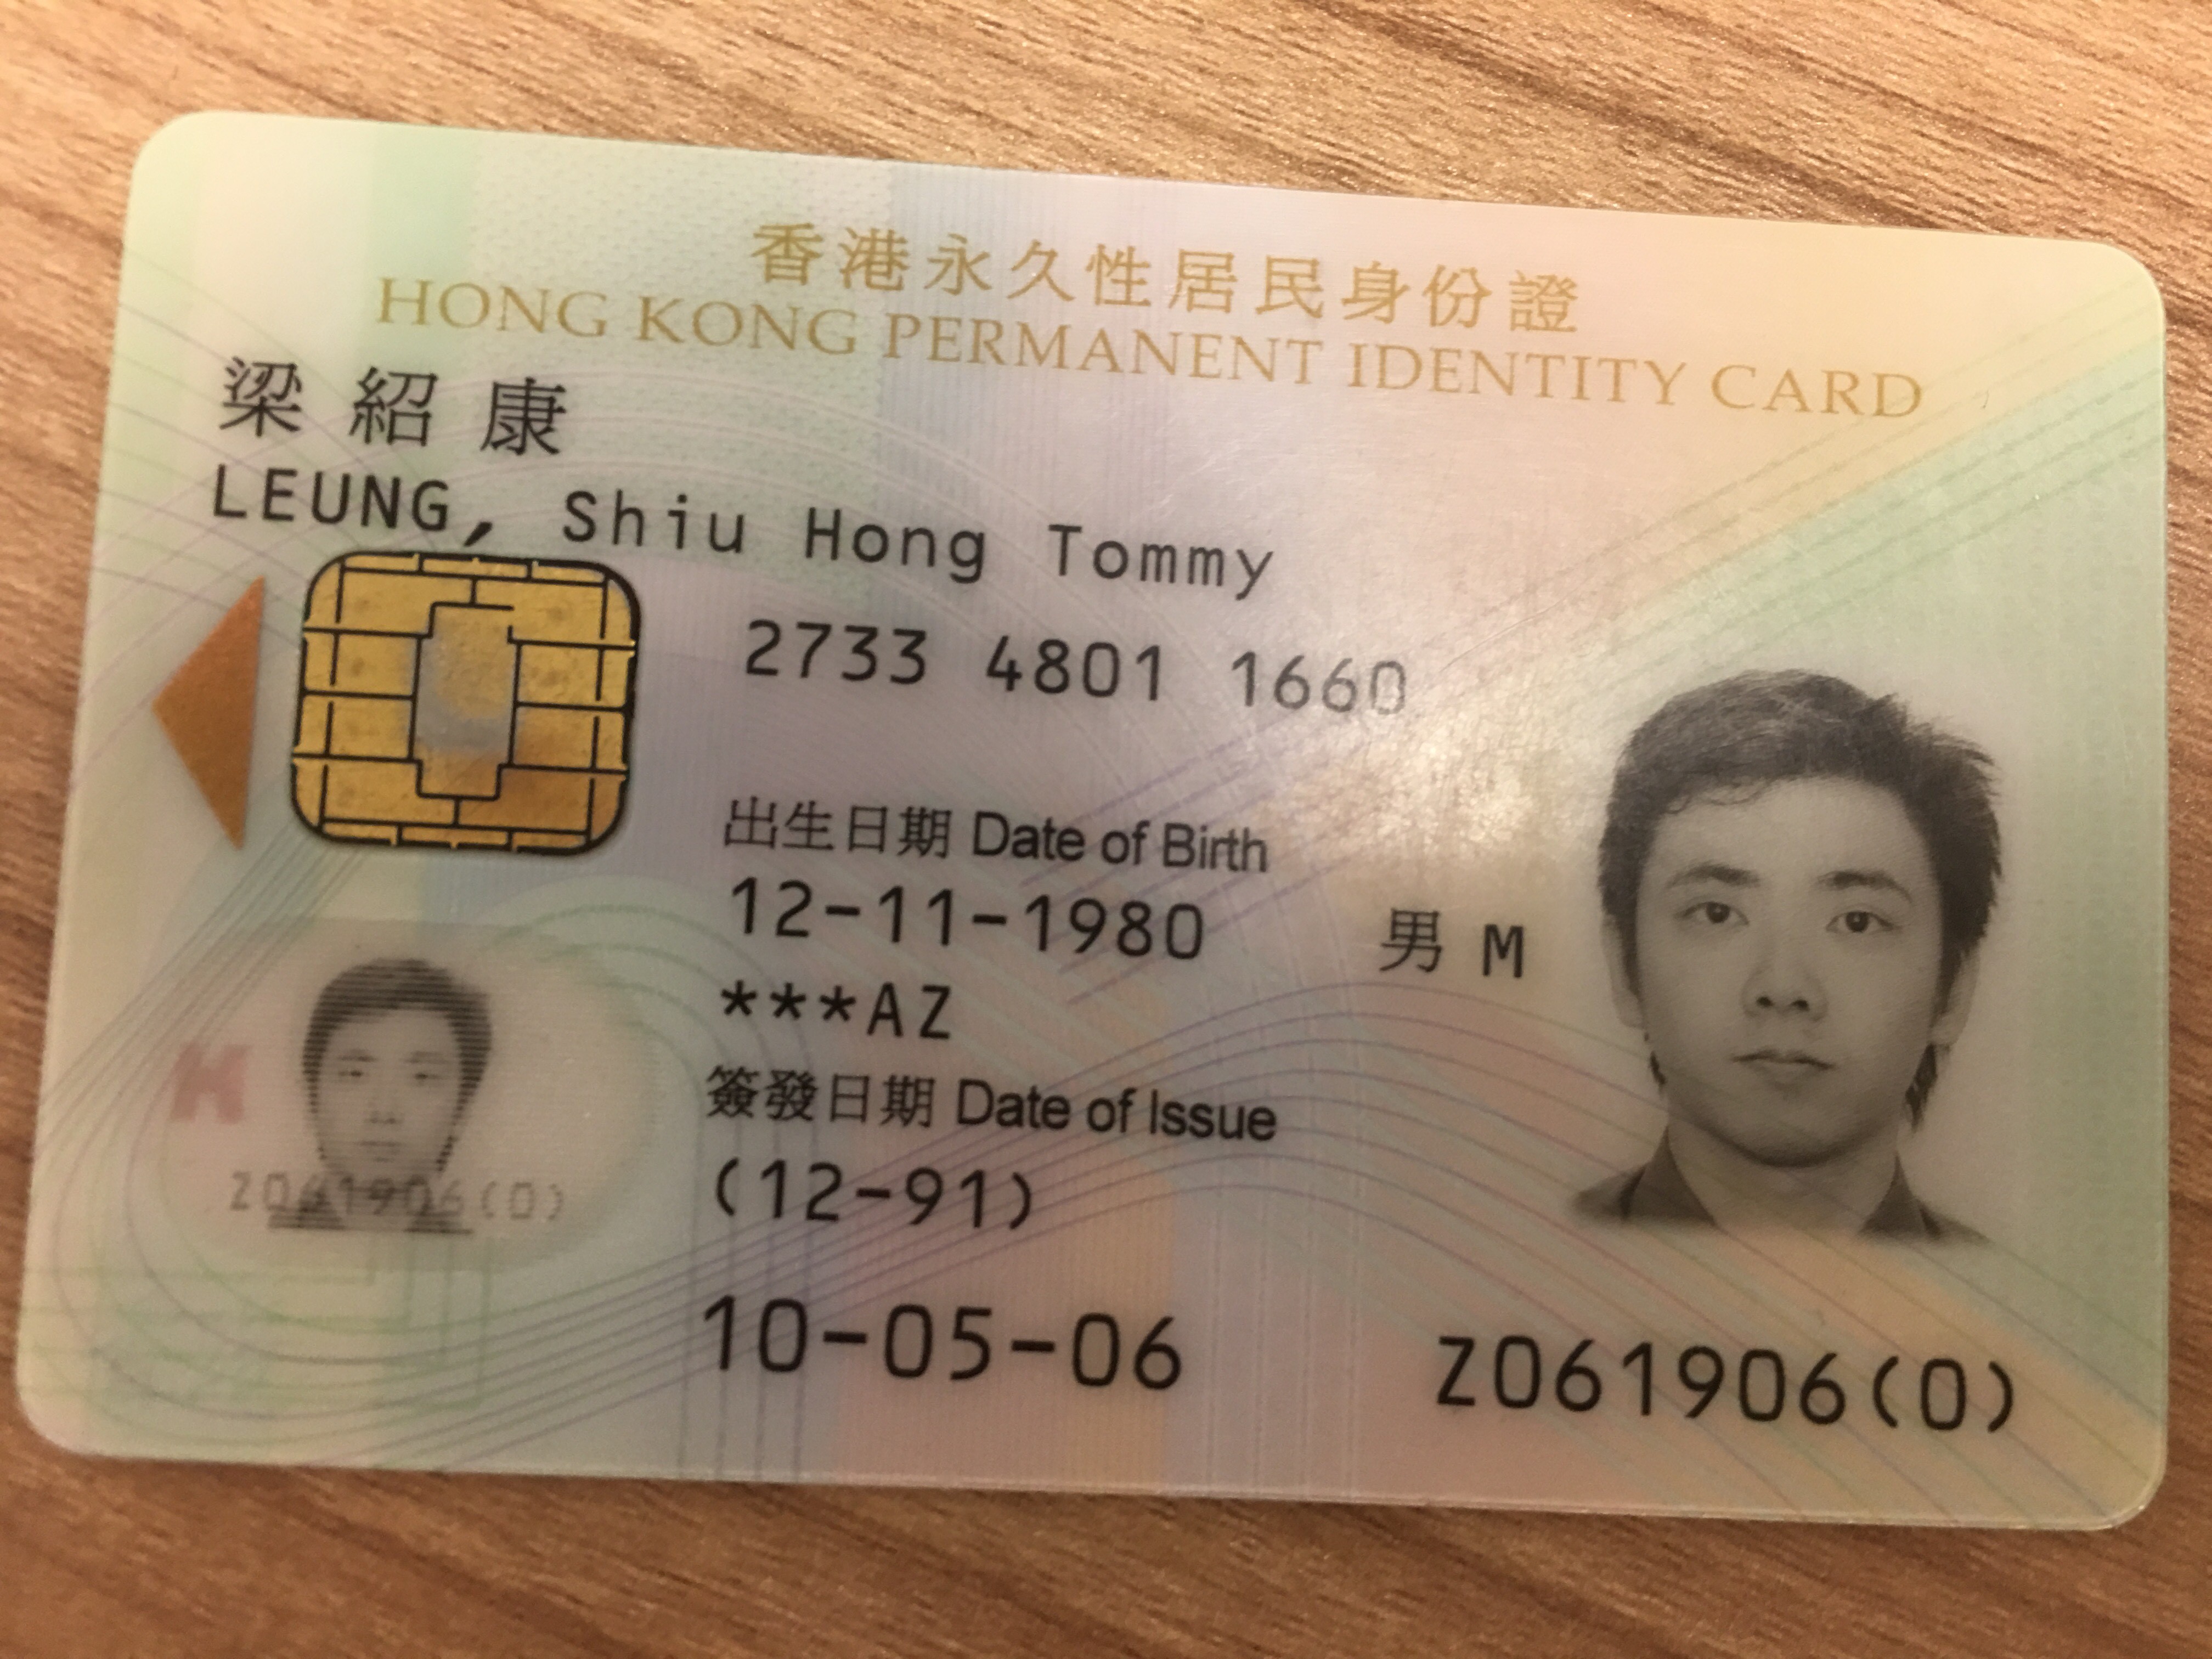 香港永久性居民身份證
HONG KONG PERMANENT IDENTITY CARD
梁紹康
LEUNG, Shiu Hong Tommy
2733 4801 1660
出生日期 Date of Birth
12-11-1980 男 M
***AZ
簽發日期 Date of Issue
(12-91)
Z061906(0)
10-05-06 Z061906(0)